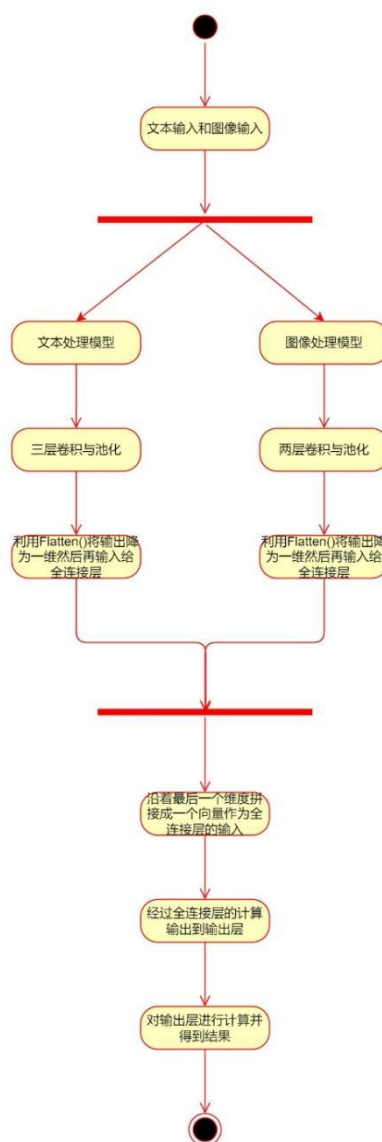 文本输入和图像输入
文本处理模型
图像处理模型
三层卷积与池化
两层卷积与池化
利用Flatten()将输出降
为一维然后再输入给
全连接层
利用Flatten()将输出降
为一维然后再输入给
全连接层
沿着最后一个维度拼
接成一个向量作为全
连接层的输入
经过全连接层的计算
输出到输出层
对输出层进行计算并
得到结果